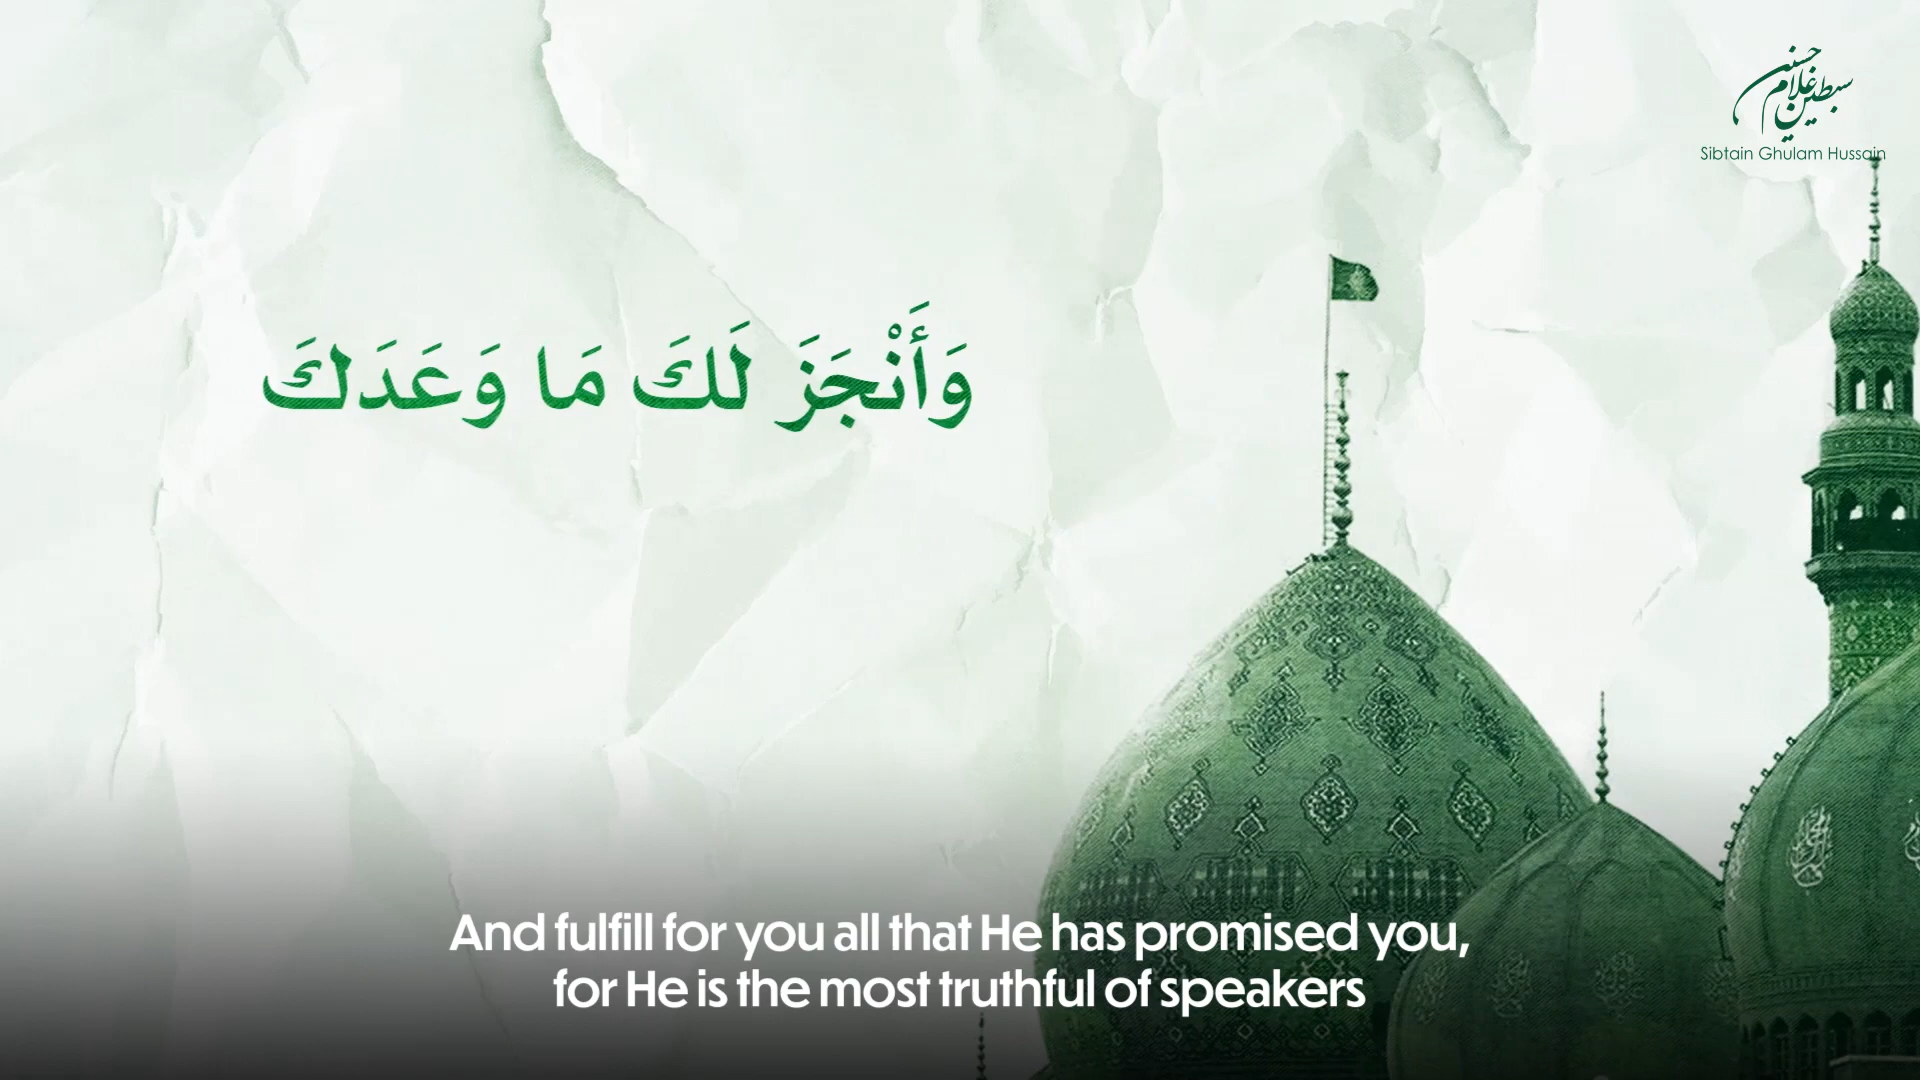 سبطین غلام حسنین
Sibtain Ghulam Hussain
وَأَنْجَزَ لَكَ مَا وَعَدَكَ
And fulfill for you all that He has promised you,
for He is the most truthful of speakers